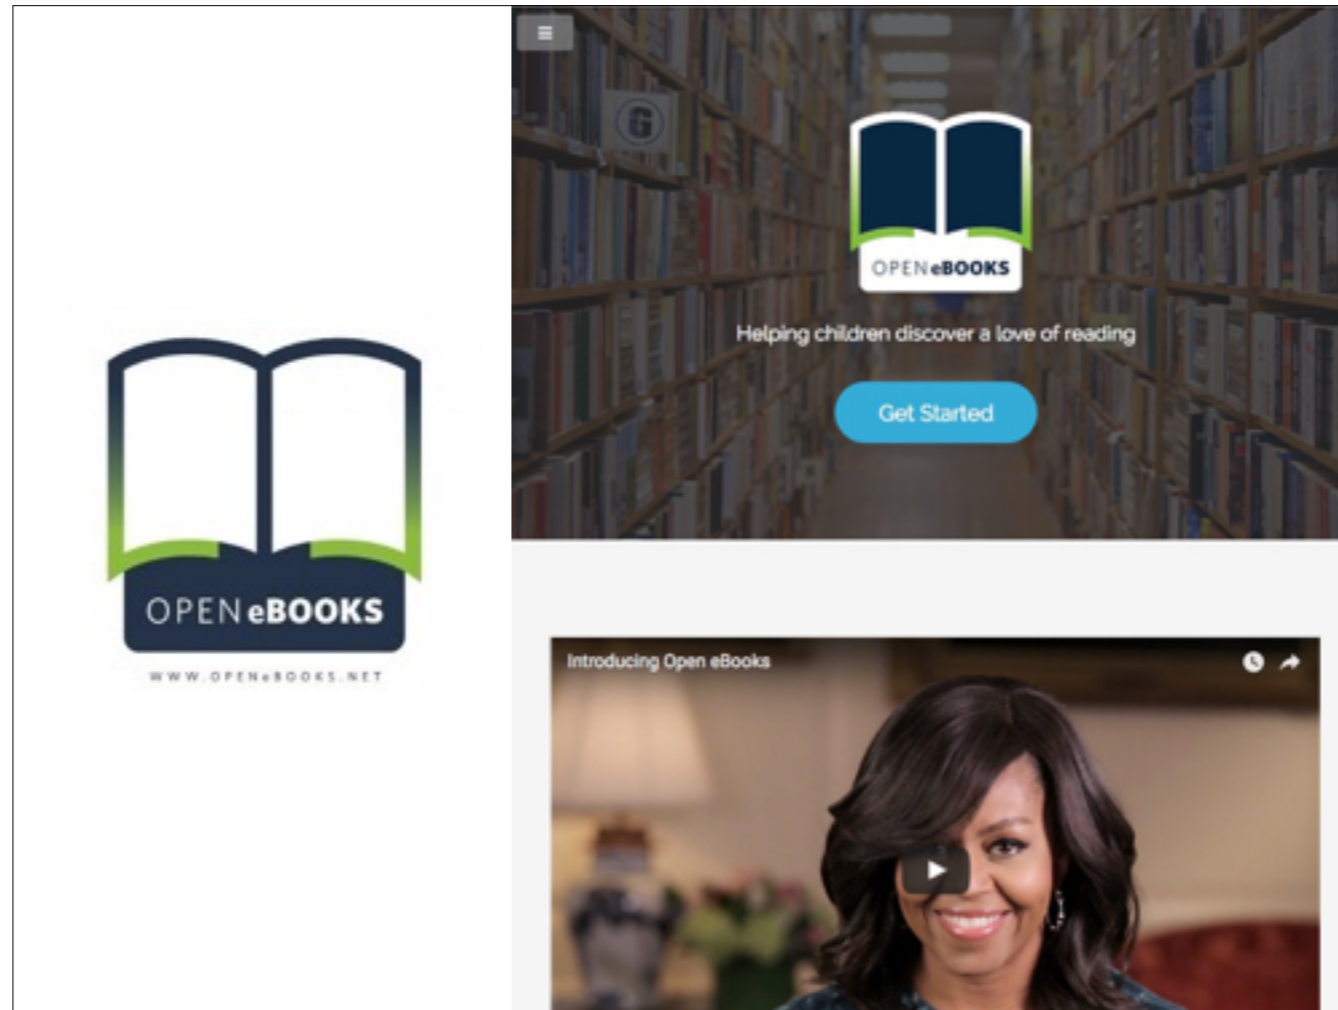 OPEN eBOOKS
WWW.OPENeBOOKS.NET
G
OPEN eBOOKS
Helping children discover a love of reading
Get Started
Introducing Open eBooks